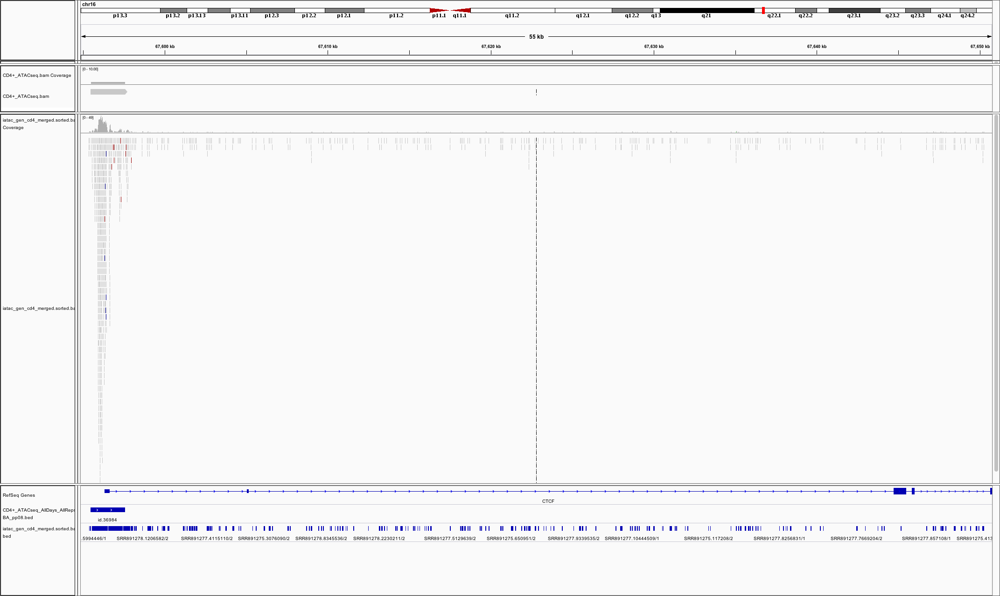 chr16
p13.3 p13.2 p13.13 p13.11 p12.3 p12.2 p12.1 p11.2 p11.1 q11.1 q11.2 q12.1 q12.2 q13 q21 q22.1 q22.2 q23.1 q23.2 q23.3 q24.1 q24.2
55 kb
67,600 kb 67,610 kb 67,620 kb 67,630 kb 67,640 kb 67,650 kb
[0 - 10.00]
CD4+_ATACseq.bam Coverage
CD4+_ATACseq.bam
[0 - 49]
iatac_gen_cd4_merged.sorted.ba
Coverage
iatac_gen_cd4_merged.sorted.ba
RefSeq Genes
CTCF
CD4+_ATACseq_AllDays_AllReps
BA_pp08.bed
id.36984
iatac_gen_cd4_merged.sorted.ba
bed
.5994446/1 SRR891278.1206582/2 SRR891277.4115110/2 SRR891275.3076090/2 SRR891278.8345536/2 SRR891278.2230211/2 SRR891277.5129639/2 SRR891275.650951/2 SRR891277.9339535/2 SRR891277.10444509/1 SRR891275.117208/2 SRR891277.8256831/1 SRR891277.7669204/2 SRR891277.857108/1 SRR891275.413